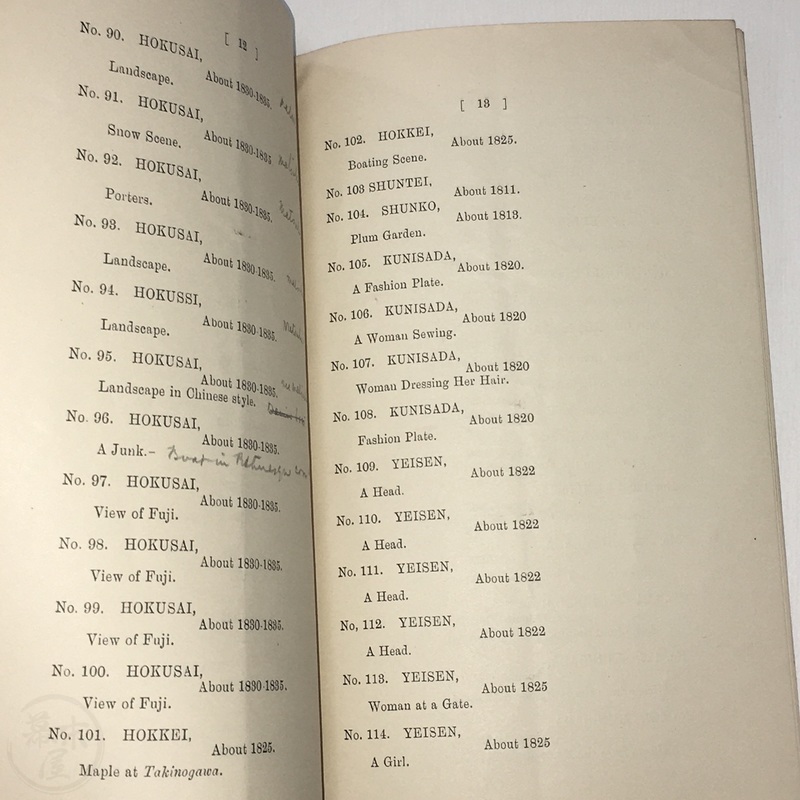 [ 12 ]
No. 90. HOKUSAI,
About 1830-1835.
Landscape.
No. 91. HOKUSAI,
About 1830-1835
Snow Scene.
No. 92. HOKUSAI,
About 1830-1835.
Porters.
No. 93. HOKUSAI,
About 1830-1835.
Landscape.
No. 94. HOKUSSI,
About 1830-1835.
Landscape.
No. 95. HOKUSAI,
About 1830-1835.
Landscape in Chinese style.
No. 96. HOKUSAI,
About 1830-1835.
A Junk.- Boat in
No. 97. HOKUSAI,
About 1830-1835.
View of Fuji.
No. 98. HOKUSAI,
About 1830-1835.
View of Fuji.
No. 99. HOKUSAI,
About 1830-1835.
View of Fuji.
No. 100. HOKUSAI,
About 1830-1835.
View of Fuji.
No. 101. HOKKEI,
About 1825.
Maple at Takinogawa.
[ 13 ]
No. 102. HOKKEI,
About 1825.
Boating Scene.
No. 103 SHUNTEI,
About 1811.
No. 104. SHUNKO,
About 1813.
Plum Garden.
No. 105. KUNISADA,
About 1820.
A Fashion Plate.
No. 106. KUNISADA,
About 1820
A Woman Sewing.
No. 107. KUNISADA,
About 1820
Woman Dressing Her Hair.
No. 108. KUNISADA,
About 1820
Fashion Plate.
No. 109. YEISEN,
About 1822
A Head.
No. 110. YEISEN,
About 1822
A Head.
No. 111. YEISEN,
About 1822
A Head.
No, 112. YEISEN,
About 1822
A Head.
No. 113. YEISEN,
About 1825
Woman at a Gate.
No. 114. YEISEN,
About 1825
A Girl.